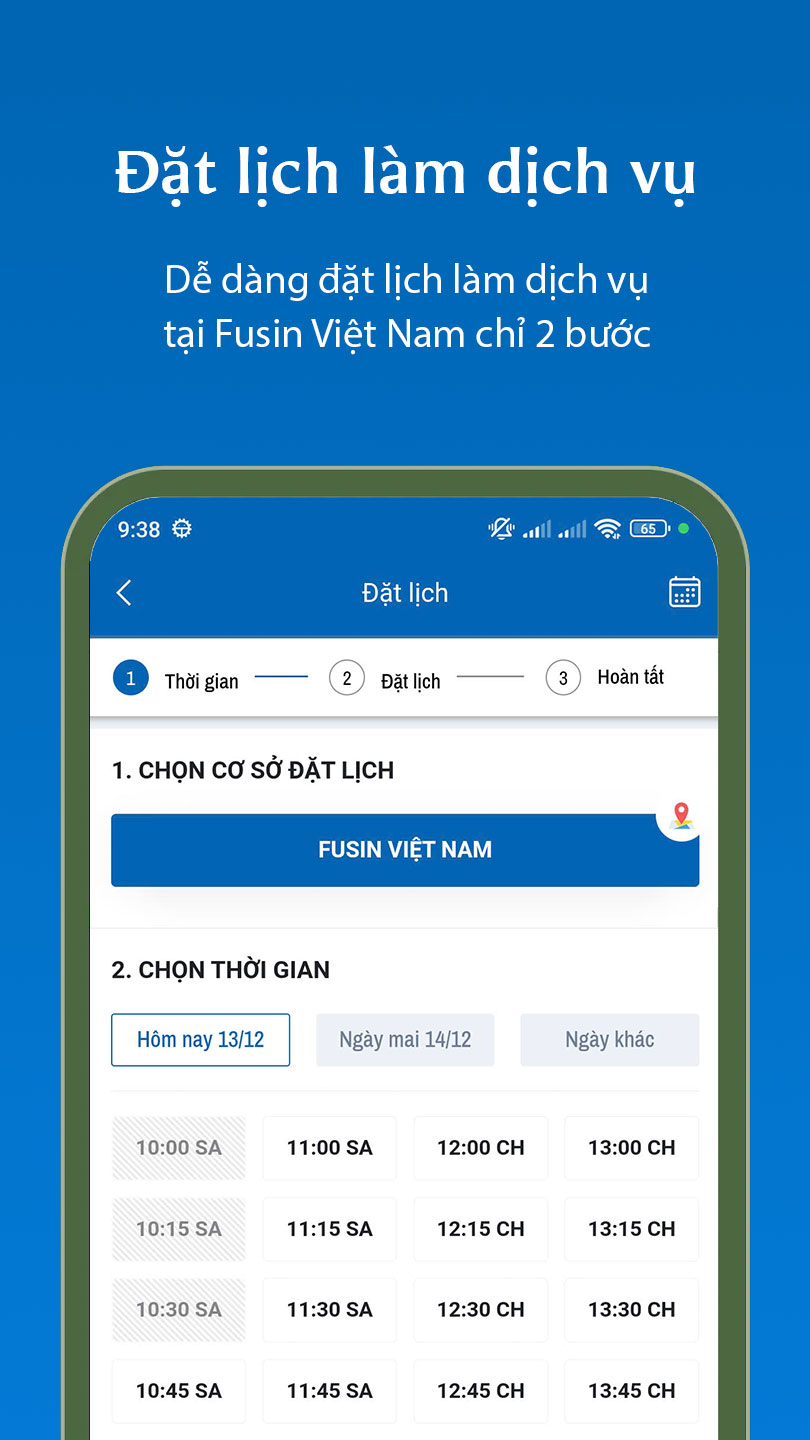 Đặt lịch làm dịch vụ
Dễ dàng đặt lịch làm dịch vụ
tại Fusin Việt Nam chỉ 2 bước
9:38 65
Đặt lịch
1 Thời gian 2 Đặt lịch 3 Hoàn tất
1. CHỌN CƠ SỞ ĐẶT LỊCH
FUSIN VIỆT NAM
2. CHỌN THỜI GIAN
Hôm nay 13/12 Ngày mai 14/12 Ngày khác
10:00 SA 11:00 SA 12:00 CH 13:00 CH
10:15 SA 11:15 SA 12:15 CH 13:15 CH
10:30 SA 11:30 SA 12:30 CH 13:30 CH
10:45 SA 11:45 SA 12:45 CH 13:45 CH